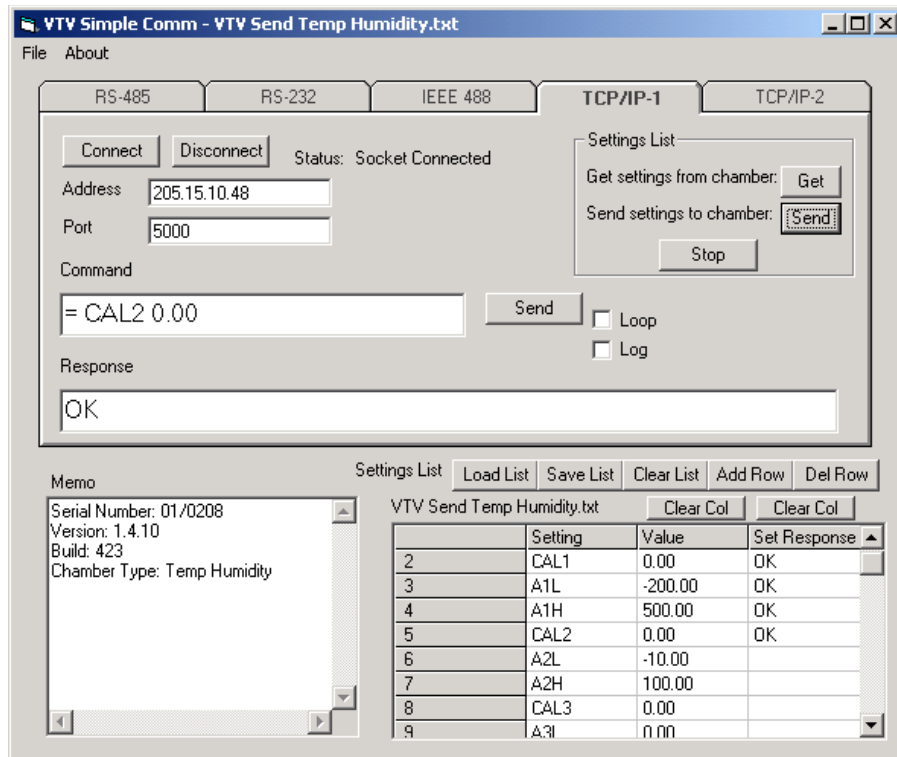 VTV Simple Comm - VTV Send Temp Humidity.txt
File About
RS-485 RS-232 IEEE 488 TCP/IP-1 TCP/IP-2
Connect Disconnect Status: Socket Connected
Address 205.15.10.48
Port 5000
Settings List
Get settings from chamber: Get
Send settings to chamber: Send
Stop
Command
= CAL2 0.00 Send
Loop
Log
Response
OK
Memo
Serial Number: 01/0208
Version: 1.4.10
Build: 423
Chamber Type: Temp Humidity
Settings List Load List Save List Clear List Add Row Del Row
VTV Send Temp Humidity.txt Clear Col Clear Col
Setting Value Set Response
2 CAL1 0.00 OK
3 A1L -200.00 OK
4 A1H 500.00 OK
5 CAL2 0.00 OK
6 A2L -10.00
7 A2H 100.00
8 CAL3 0.00
9 A3L 0.00